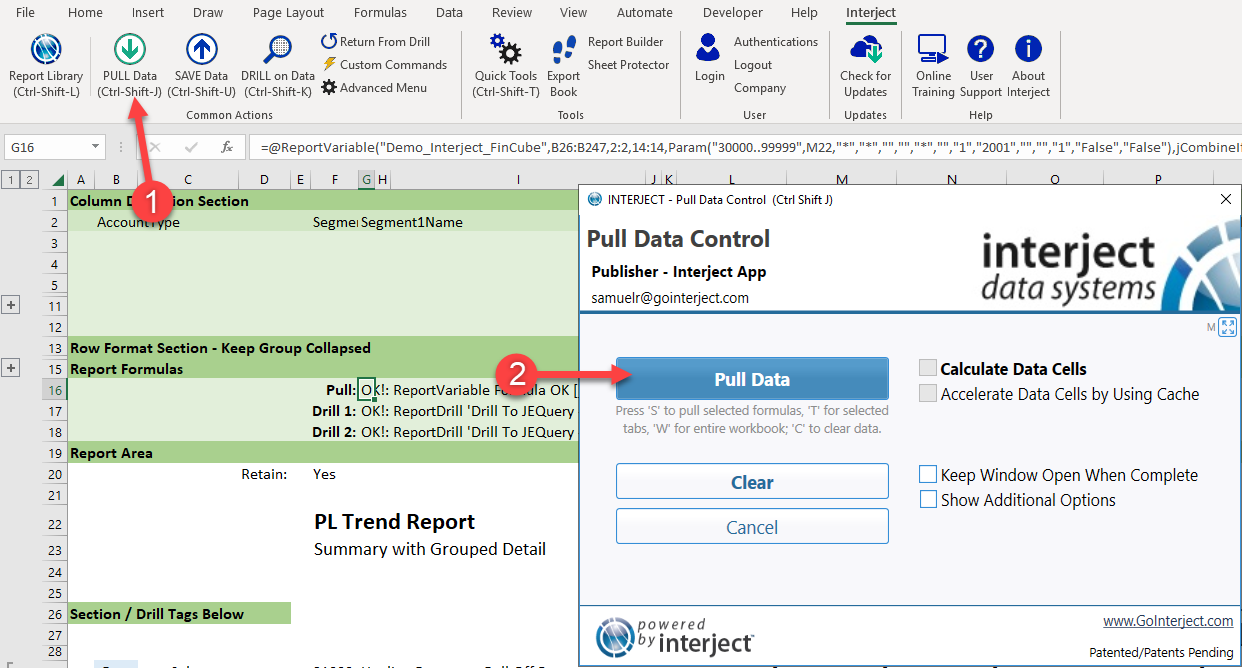 File Home Insert Draw Page Layout Formulas Data Review View Automate Developer Help Interject
Report Library
(Ctrl-Shift-L)
PULL Data
(Ctrl-Shift-J)
SAVE Data
(Ctrl-Shift-U)
DRILL on Data
(Ctrl-Shift-K)
Return From Drill
Custom Commands
Advanced Menu
Common Actions
Quick Tools
(Ctrl-Shift-T)
Export
Book
Report Builder
Sheet Protector
Tools
Login
Authentications
Logout
Company
User
Check for
Updates
Updates
Online
Training
User
Support
About
Interject
Help
G16
fx
=@ReportVariable("Demo_Interject_FinCube",B26:B247,2:2,14:14,Param("30000..99999",M22,"*","*","","","*","","1","2001","","","1","False","False"),jCombineIf
1 2
A B C D E F G H I J K L M N O P
1 Column D ion Section
1
2 AccountType Segme Segment1Name
3
4
5
11
12
13 Row Format Section - Keep Group Collapsed
15 Report Formulas
16 Pull: OK!: ReportVariable Formula OK [
17 Drill 1: OK!: ReportDrill 'Drill To JEQuery
18 Drill 2: OK!: ReportDrill 'Drill To JEQuery
19 Report Area
20 Retain: Yes
21
22 PL Trend Report
23 Summary with Grouped Detail
24
25
26 Section / Drill Tags Below
27
28
INTERJECT - Pull Data Control (Ctrl Shift J)
Pull Data Control
Publisher - Interject App
samuelr@gointerject.com
interject
data systems
M
2
Pull Data
Press 'S' to pull selected formulas, 'T' for selected
tabs, 'W' for entire workbook; 'C' to clear data.
Clear
Cancel
Calculate Data Cells
Accelerate Data Cells by Using Cache
Keep Window Open When Complete
Show Additional Options
powered
by interject
www.GoInterject.com
Patented/Patents Pending